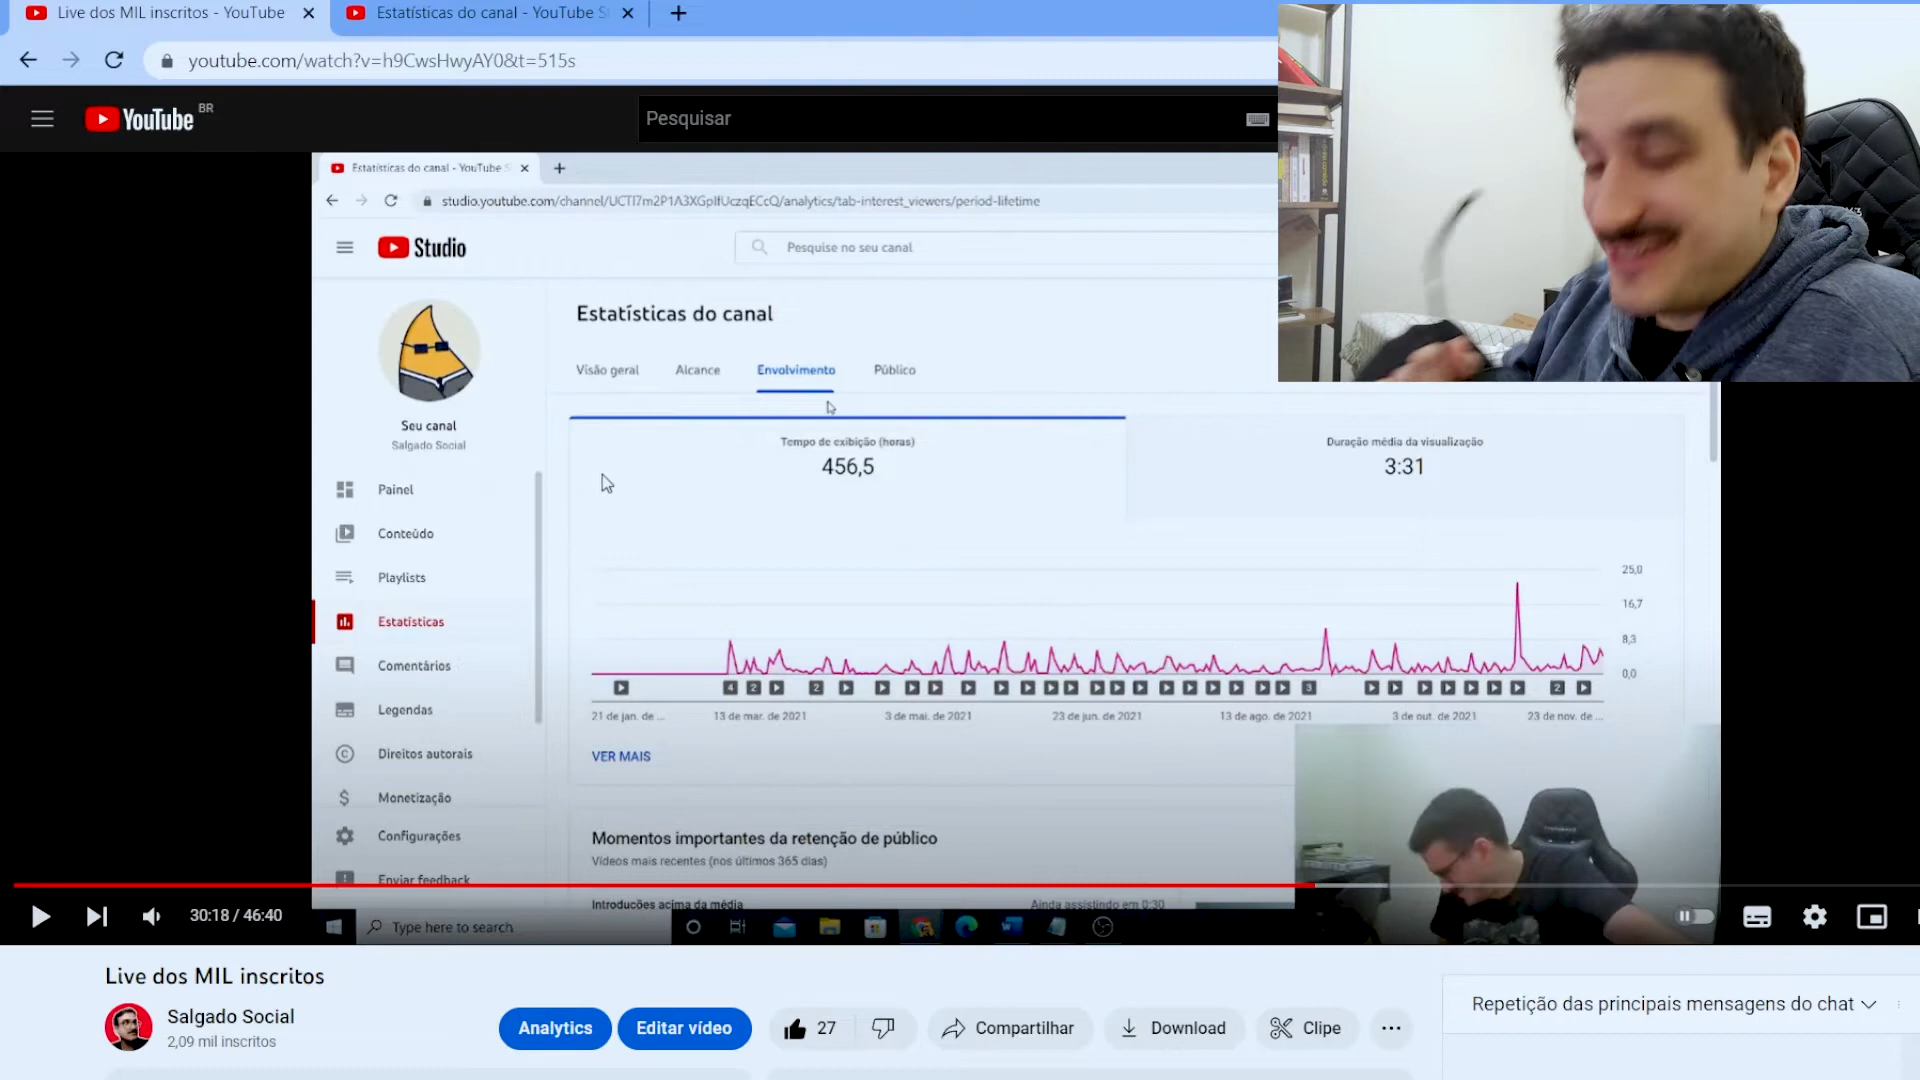 Live dos MIL inscritos - YouTube
Estatísticas do canal - YouTube S
youtube.com/watch?v=h9CwsHwyAY0&t=515s
YouTube BR
Pesquisar
Estatísticas do canal - YouTube S
studio.youtube.com/channel/UCTI7m2P1A3XGpIfUczqECcQ/analytics/tab-interest_viewers/period-lifetime
Studio
Pesquise no seu canal
Seu canal
Salgado Social
Painel
Conteúdo
Playlists
Estatísticas
Comentários
Legendas
Direitos autorais
Monetização
Configurações
Enviar feedback
Estatísticas do canal
Visão geral
Alcance
Envolvimento
Público
Tempo de exibição (horas)
456,5
Duração média da visualização
3:31
25,0
16,7
8,3
0,0
4 2 2 3 2
21 de jan. de ...
13 de mar. de 2021
3 de mai. de 2021
23 de jun. de 2021
13 de ago. de 2021
3 de out. de 2021
23 de nov. de ...
VER MAIS
Momentos importantes da retenção de público
Vídeos mais recentes (nos últimos 365 dias)
Introduções acima da média
Ainda assistindo em 0:30
30:18 / 46:40
Type here to search
Live dos MIL inscritos
Salgado Social
2,09 mil inscritos
Analytics
Editar vídeo
27
Compartilhar
Download
Clipe
Repetição das principais mensagens do chat